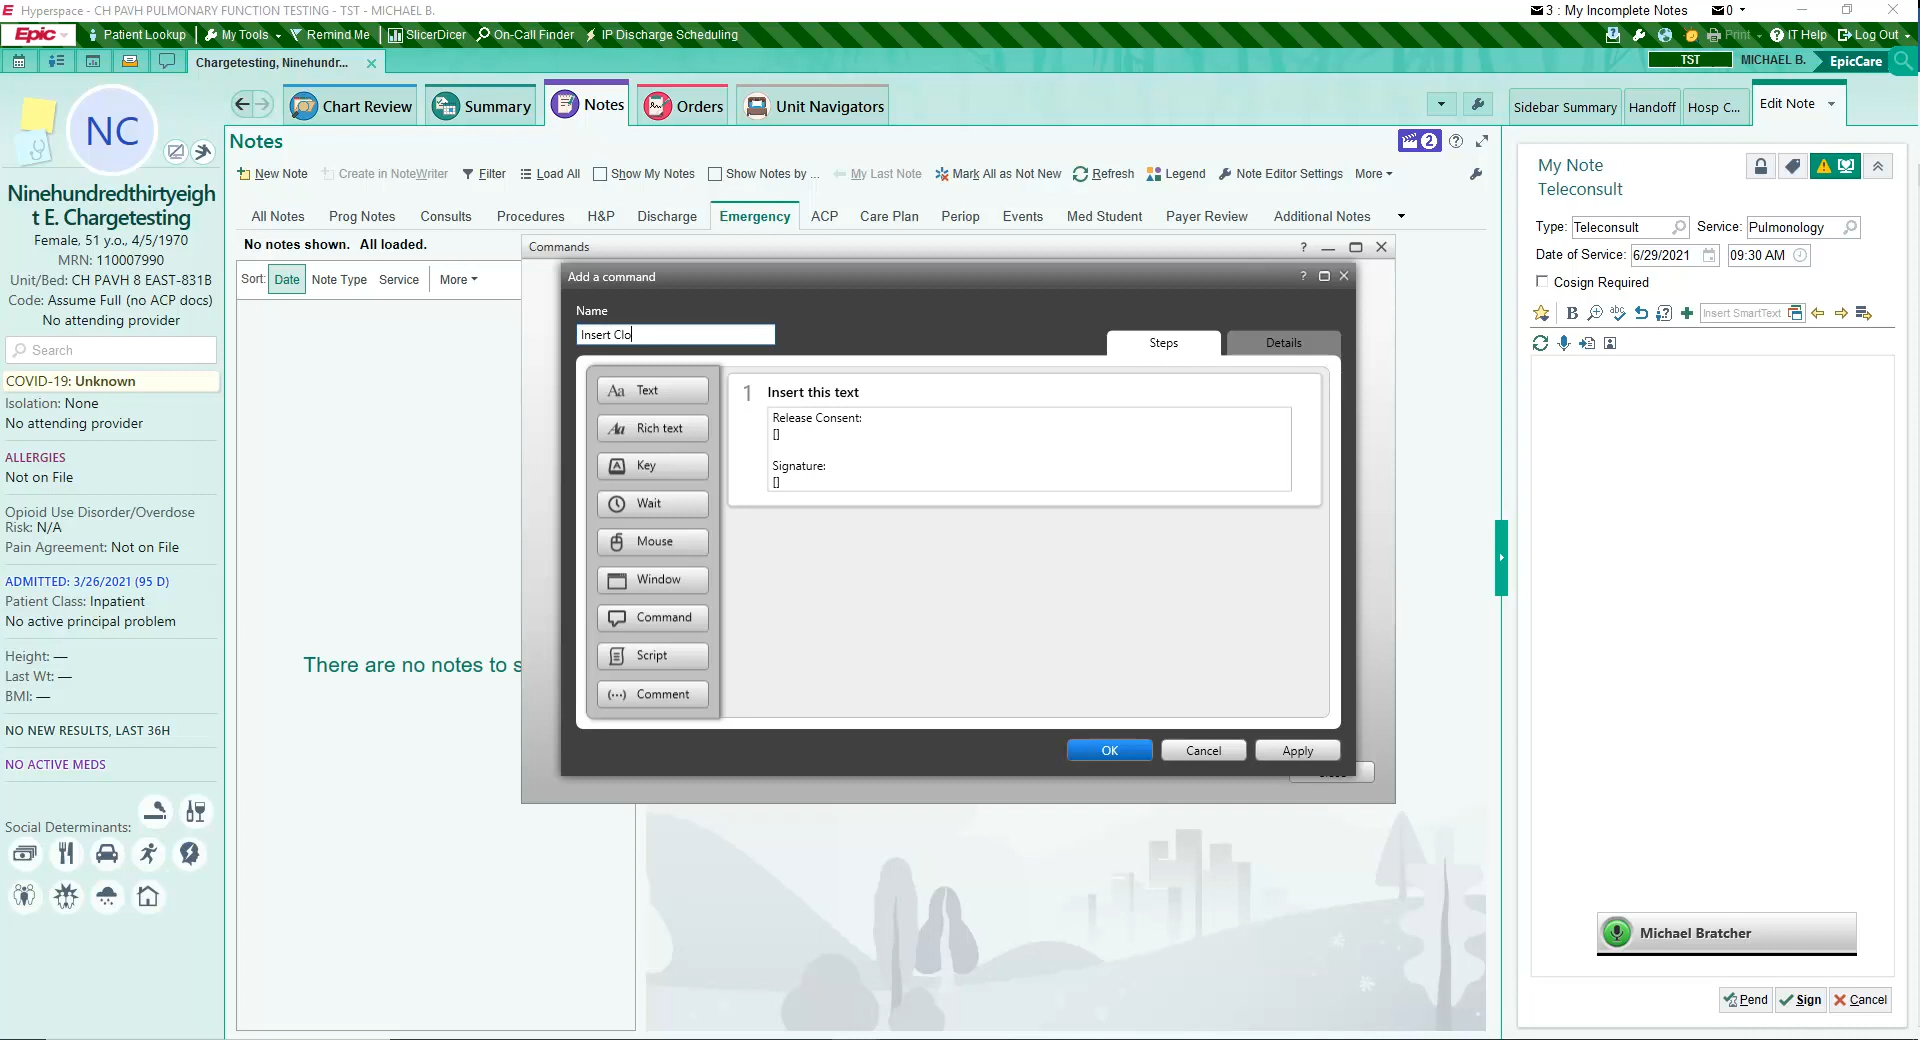 Hyperspace - CH PAVH PULMONARY FUNCTION TESTING - TST - MICHAEL B.
3 : My Incomplete Notes
0
Epic
Patient Lookup
My Tools
Remind Me
SlicerDicer
On-Call Finder
IP Discharge Scheduling
Print
IT Help
Log Out
Chargetesting, Ninehundr...
TST
MICHAEL B.
EpicCare
NC
Ninehundredthirtyeigh
t E. Chargetesting
Female, 51 y.o., 4/5/1970
MRN: 110007990
Unit/Bed: CH PAVH 8 EAST-831B
Code: Assume Full (no ACP docs)
No attending provider
Search
COVID-19: Unknown
Isolation: None
No attending provider
ALLERGIES
Not on File
Opioid Use Disorder/Overdose
Risk: N/A
Pain Agreement: Not on File
ADMITTED: 3/26/2021 (95 D)
Patient Class: Inpatient
No active principal problem
Height: —
Last Wt: —
BMI: —
NO NEW RESULTS, LAST 36H
NO ACTIVE MEDS
Social Determinants:
Chart Review
Summary
Notes
Orders
Unit Navigators
Notes
2
New Note
Create in NoteWriter
Filter
Load All
Show My Notes
Show Notes by ...
My Last Note
Mark All as Not New
Refresh
Legend
Note Editor Settings
More
All Notes
Prog Notes
Consults
Procedures
H&P
Discharge
Emergency
ACP
Care Plan
Periop
Events
Med Student
Payer Review
Additional Notes
No notes shown. All loaded.
Sort:
Date
Note Type
Service
More
There are no notes to s
Commands
Add a command
Name
Insert Clo
Steps
Details
Text
Rich text
Key
Wait
Mouse
Window
Command
Script
Comment
1
Insert this text
Release Consent:
[]
Signature:
[]
OK
Cancel
Apply
Sidebar Summary
Handoff
Hosp C...
Edit Note
My Note
Teleconsult
Type: Teleconsult
Service: Pulmonology
Date of Service: 6/29/2021
09:30 AM
Cosign Required
B
Insert SmartText
Michael Bratcher
Pend
Sign
Cancel